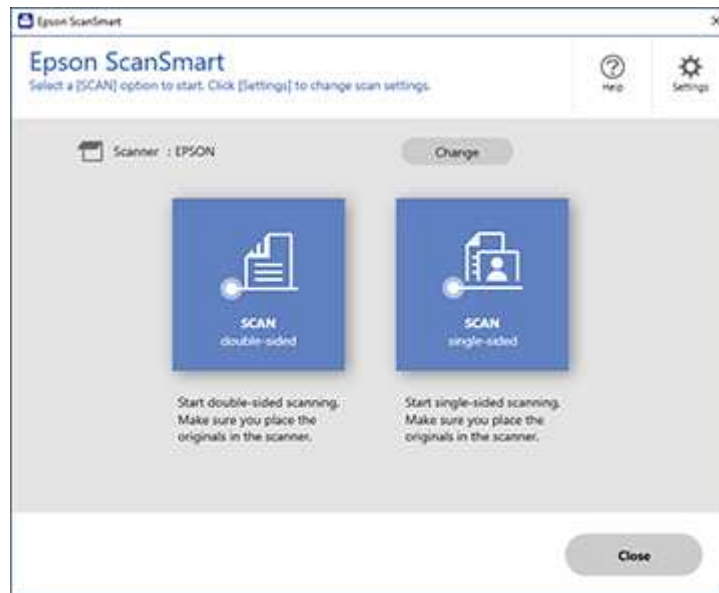 Epson ScanSmart
Epson ScanSmart
Select a [SCAN] option to start. Click [Settings] to change scan settings.
Help
Settings
Scanner : EPSON
Change
SCAN
double-sided
SCAN
single-sided
Start double-sided scanning.
Make sure you place the
originals in the scanner.
Start single-sided scanning.
Make sure you place the
originals in the scanner.
Close